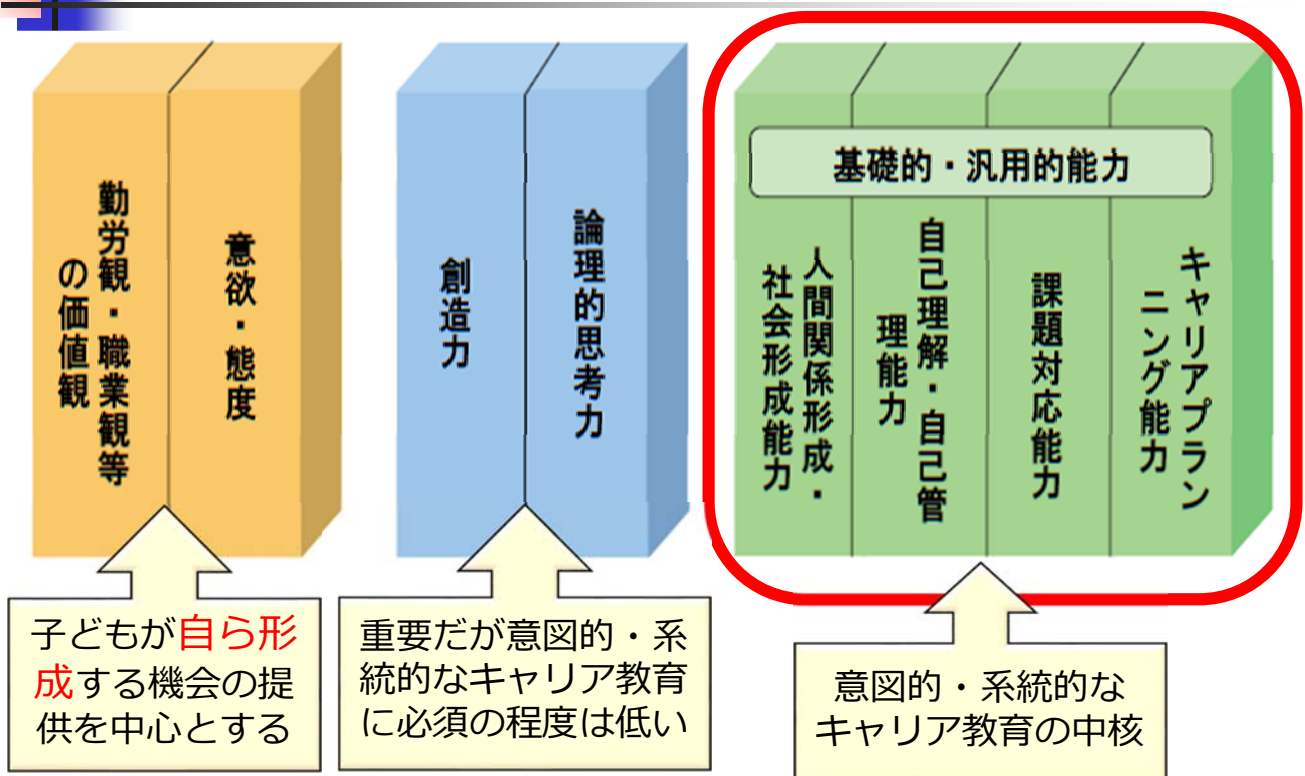 勤労観・職業観等
の価値観
意欲・態度
創造力
論理的思考力
基礎的・汎用的能力
人間関係形成・
社会形成能力
自己理解・自己管
理能力
課題対応能力
キャリアプラン
ニング能力
子どもが自ら形
成する機会の提
供を中心とする
重要だが意図的・系
統的なキャリア教育
に必須の程度は低い
意図的・系統的な
キャリア教育の中核